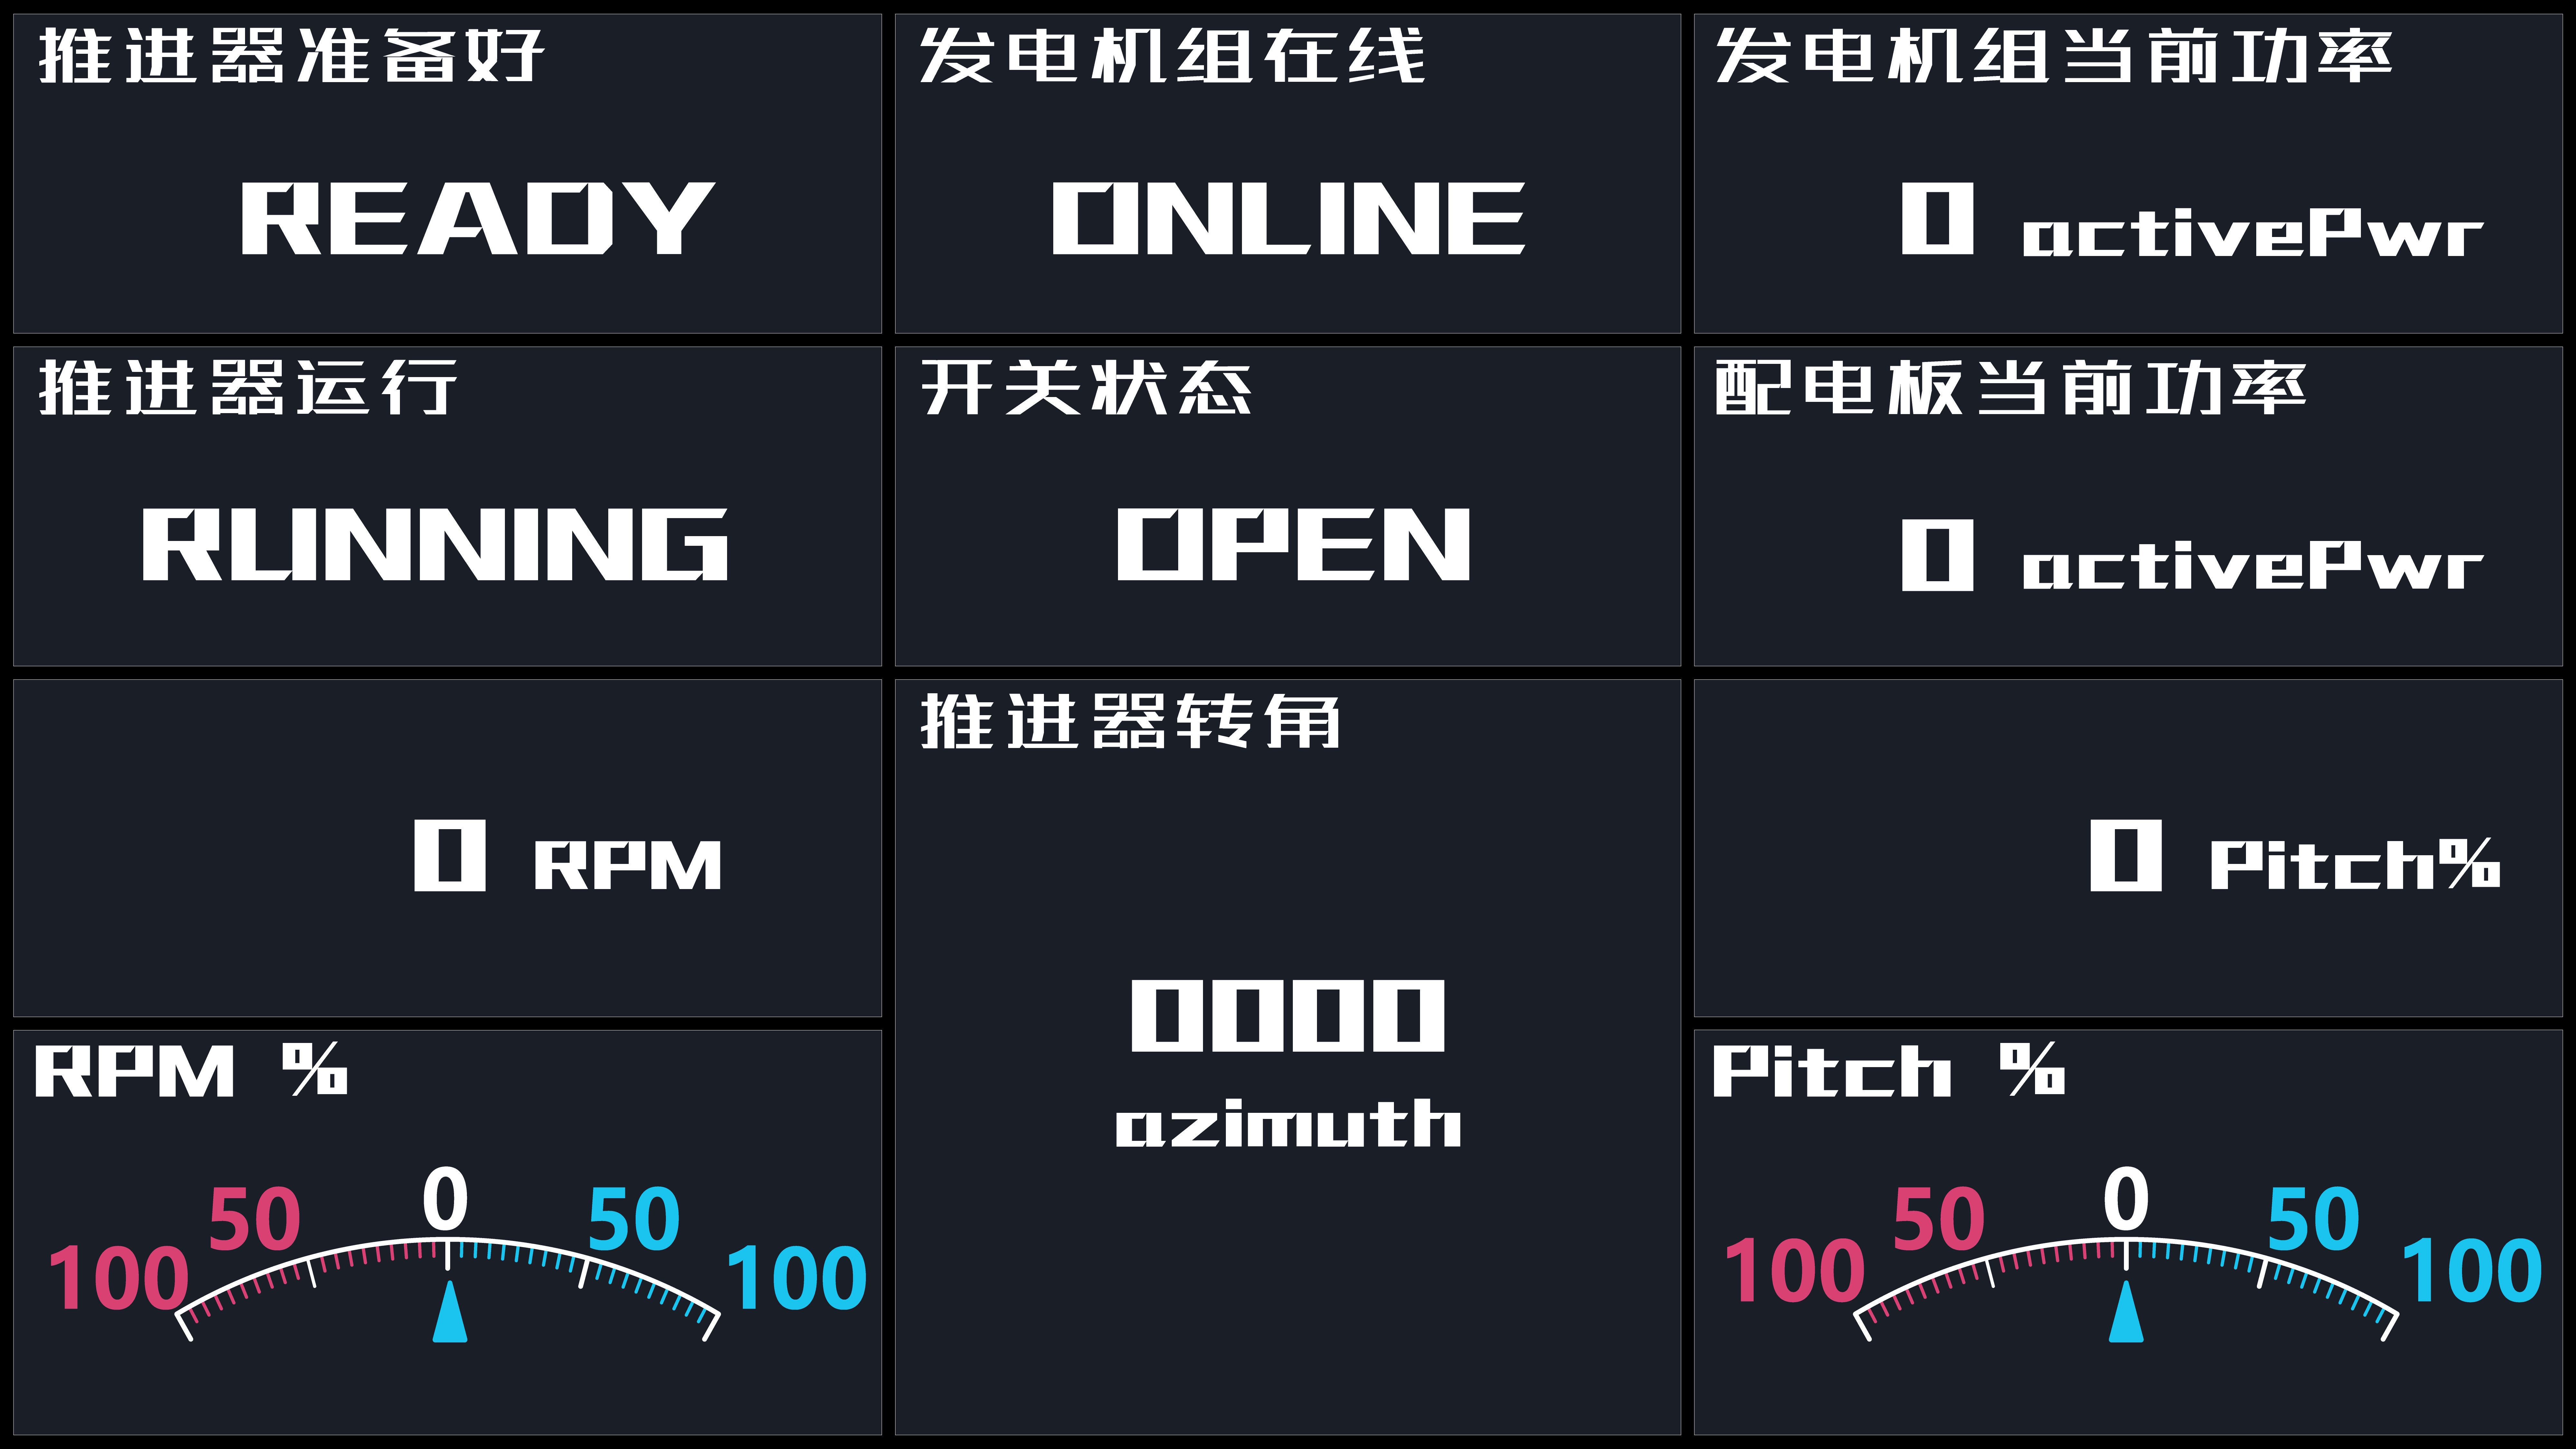 推进器准备好
READY
发电机组在线
ONLINE
发电机组当前功率
0 activePwr
推进器运行
RUNNING
开关状态
OPEN
配电板当前功率
0 activePwr
0 RPM
推进器转角
0000
azimuth
0 Pitch%
RPM %
100 50 0 50 100
Pitch %
100 50 0 50 100